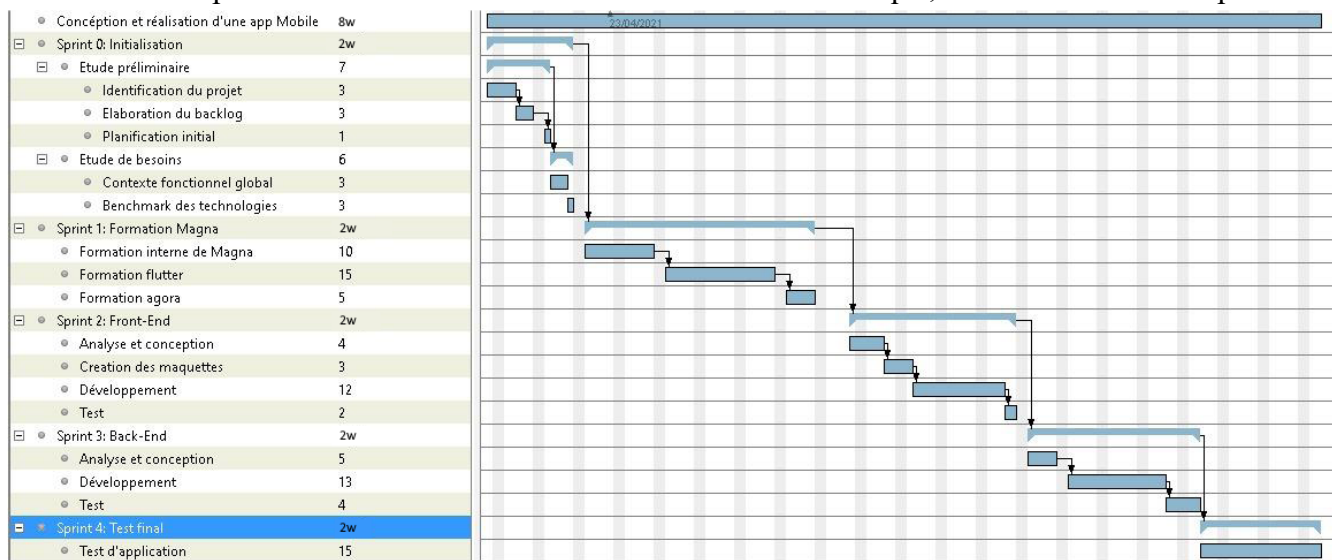 Concéption et réalisation d'une app Mobile 8w
23/04/2021
Sprint 0: Initialisation 2w
Etude préliminaire 7
Identification du projet 3
Elaboration du backlog 3
Planification initial 1
Etude de besoins 6
Contexte fonctionnel global 3
Benchmark des technologies 3
Sprint 1: Formation Magna 2w
Formation interne de Magna 10
Formation flutter 15
Formation agora 5
Sprint 2: Front-End 2w
Analyse et conception 4
Creation des maquettes 3
Développement 12
Test 2
Sprint 3: Back-End 2w
Analyse et conception 5
Développement 13
Test 4
Sprint 4: Test final 2w
Test d'application 15